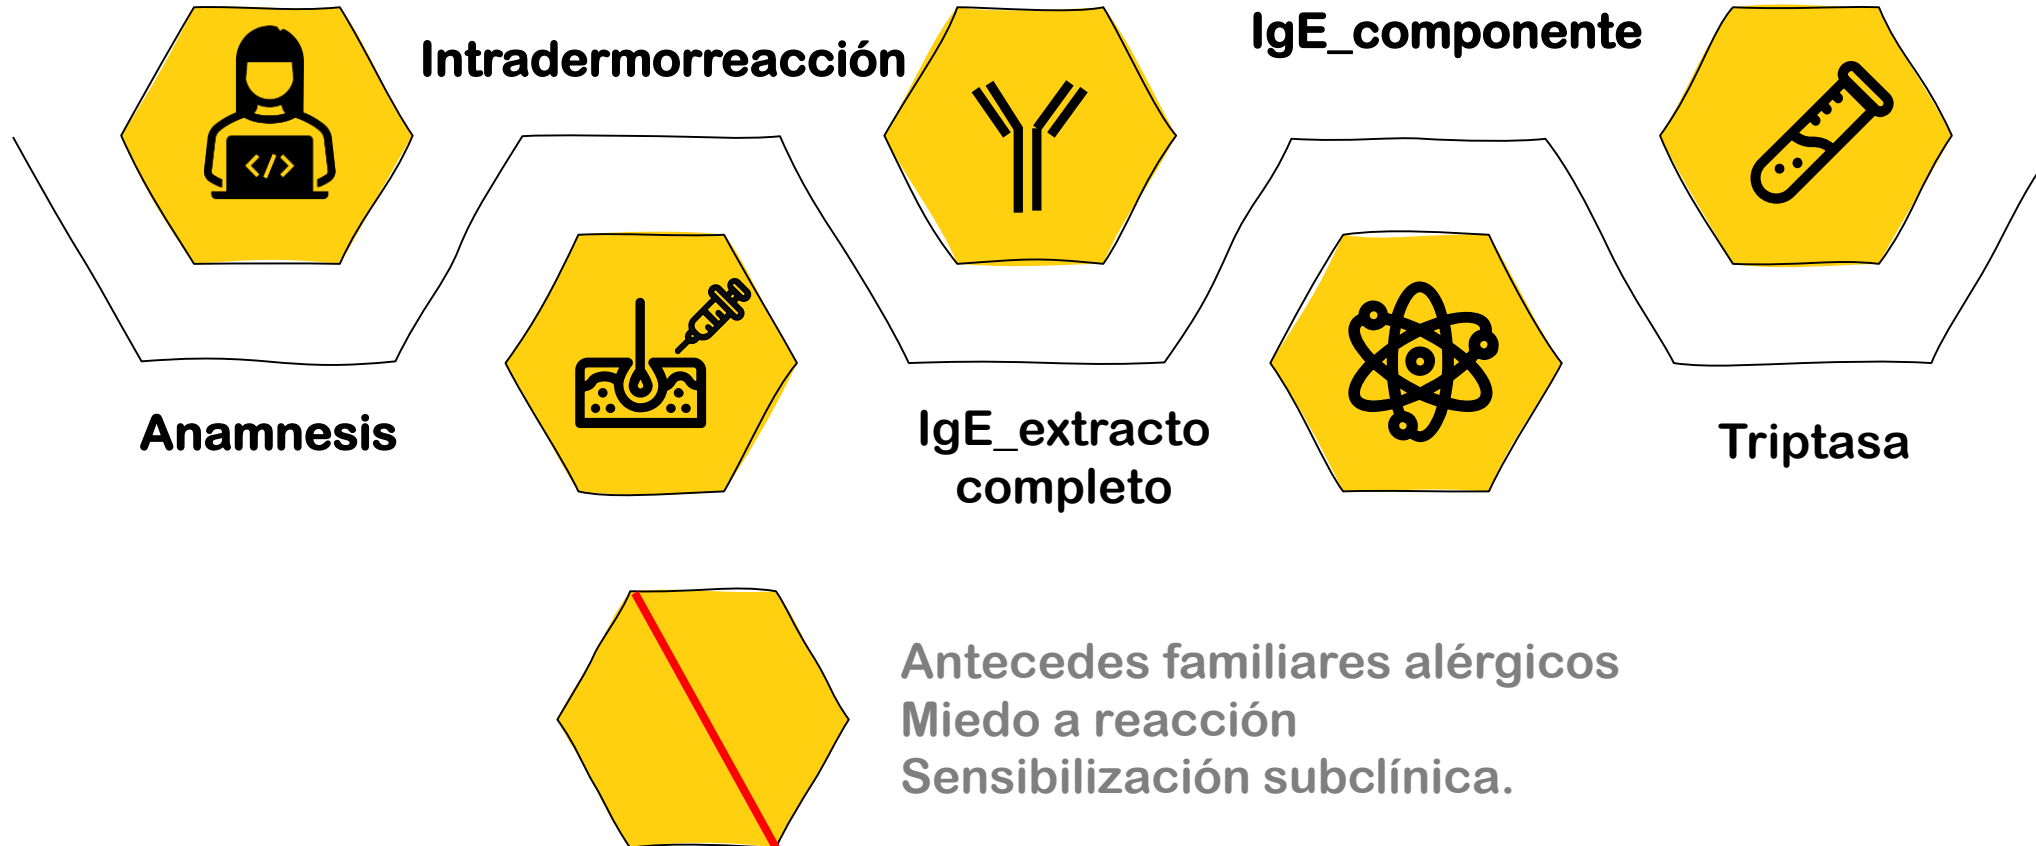 Intradermorreacción
IgE_componente
</>
Anamnesis
IgE_extracto
completo
Triptasa
Antecedes familiares alérgicos
Miedo a reacción
Sensibilización subclínica.